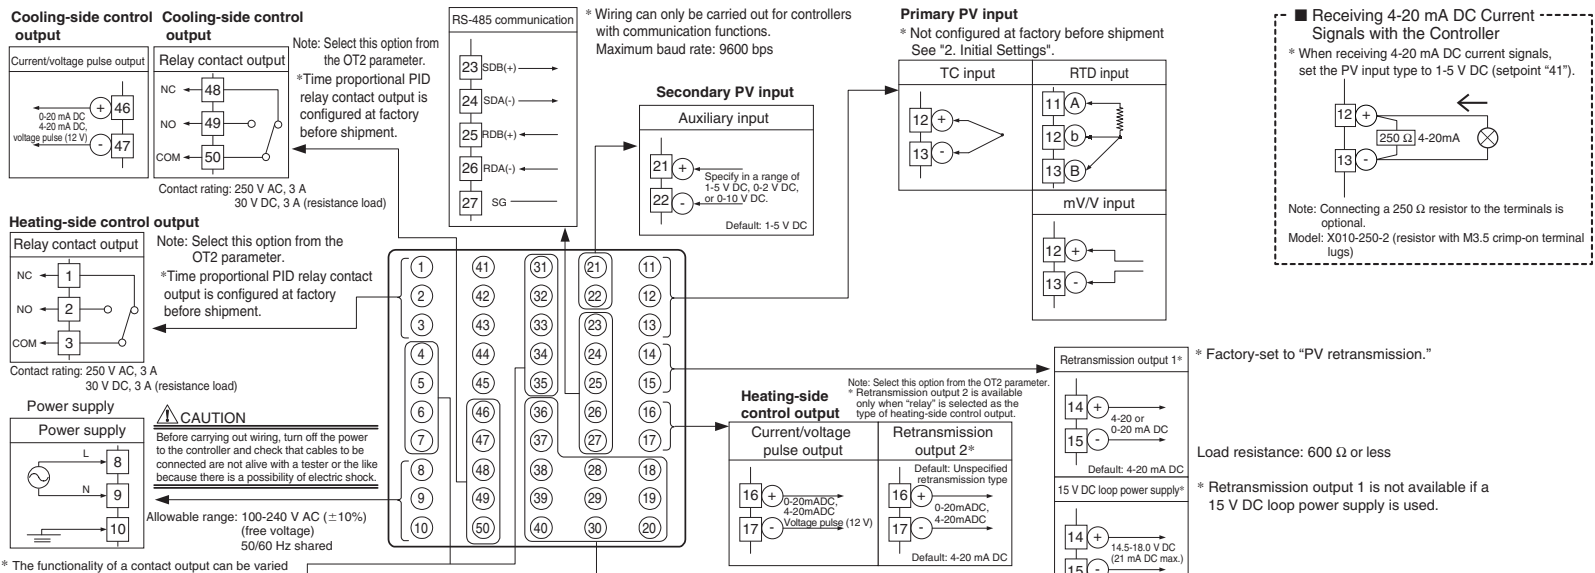 Cooling-side control
output
Current/voltage pulse output
+ 46
0-20 mA DC
4-20 mA DC,
voltage pulse (12 V)
- 47
Cooling-side control
output
Relay contact output
NC 48
NO 49
COM 50
Contact rating: 250 V AC, 3 A
30 V DC, 3 A (resistance load)
Note: Select this option from
the OT2 parameter.
*Time proportional PID
relay contact output is
configured at factory
before shipment.
RS-485 communication
23 SDB(+)
24 SDA(-)
25 RDB(+)
26 RDA(-)
27 SG
* Wiring can only be carried out for controllers
with communication functions.
Maximum baud rate: 9600 bps
Secondary PV input
Auxiliary input
21 +
22 -
Specify in a range of
1-5 V DC, 0-2 V DC,
or 0-10 V DC.
Default: 1-5 V DC
Primary PV input
* Not configured at factory before shipment
See "2. Initial Settings".
TC input
12 +
13 -
RTD input
11 A
12 b
13 B
mV/V input
12 +
13 -
■ Receiving 4-20 mA DC Current
Signals with the Controller
* When receiving 4-20 mA DC current signals,
set the PV input type to 1-5 V DC (setpoint “41”).
12 +
250 Ω 4-20mA
13 -
Note: Connecting a 250 Ω resistor to the terminals is
optional.
Model: X010-250-2 (resistor with M3.5 crimp-on terminal
lugs)
Heating-side control output
Relay contact output
NC 1
NO 2
COM 3
Contact rating: 250 V AC, 3 A
30 V DC, 3 A (resistance load)
Note: Select this option from the
OT2 parameter.
*Time proportional PID relay contact
output is configured at factory
before shipment.
Power supply
Power supply
L 8
N 9
10
CAUTION
Before carrying out wiring, turn off the power
to the controller and check that cables to be
connected are not alive with a tester or the like
because there is a possibility of electric shock.
Allowable range: 100-240 V AC (±10%)
(free voltage)
50/60 Hz shared
1 41 31 21 11
2 42 32 22 12
3 43 33 23 13
4 44 34 24 14
5 45 35 25 15
6 46 36 26 16
7 47 37 27 17
8 48 38 28 18
9 49 39 29 19
10 50 40 30 20
Heating-side
control output
Note: Select this option from the OT2 parameter.
* Retransmission output 2 is available
only when “relay” is selected as the
type of heating-side control output.
Current/voltage
pulse output
16 +
0-20mADC,
4-20mADC
Voltage pulse (12 V)
17 -
Retransmission
output 2*
Default: Unspecified
retransmission type
16 +
0-20mADC,
4-20mADC
17 -
Default: 4-20 mA DC
Retransmission output 1*
14 +
4-20 or
0-20 mA DC
15 -
Default: 4-20 mA DC
15 V DC loop power supply*
14 +
14.5-18.0 V DC
(21 mA DC max.)
15 -
* Factory-set to “PV retransmission.”
Load resistance: 600 Ω or less
* Retransmission output 1 is not available if a
15 V DC loop power supply is used.
* The functionality of a contact output can be varied